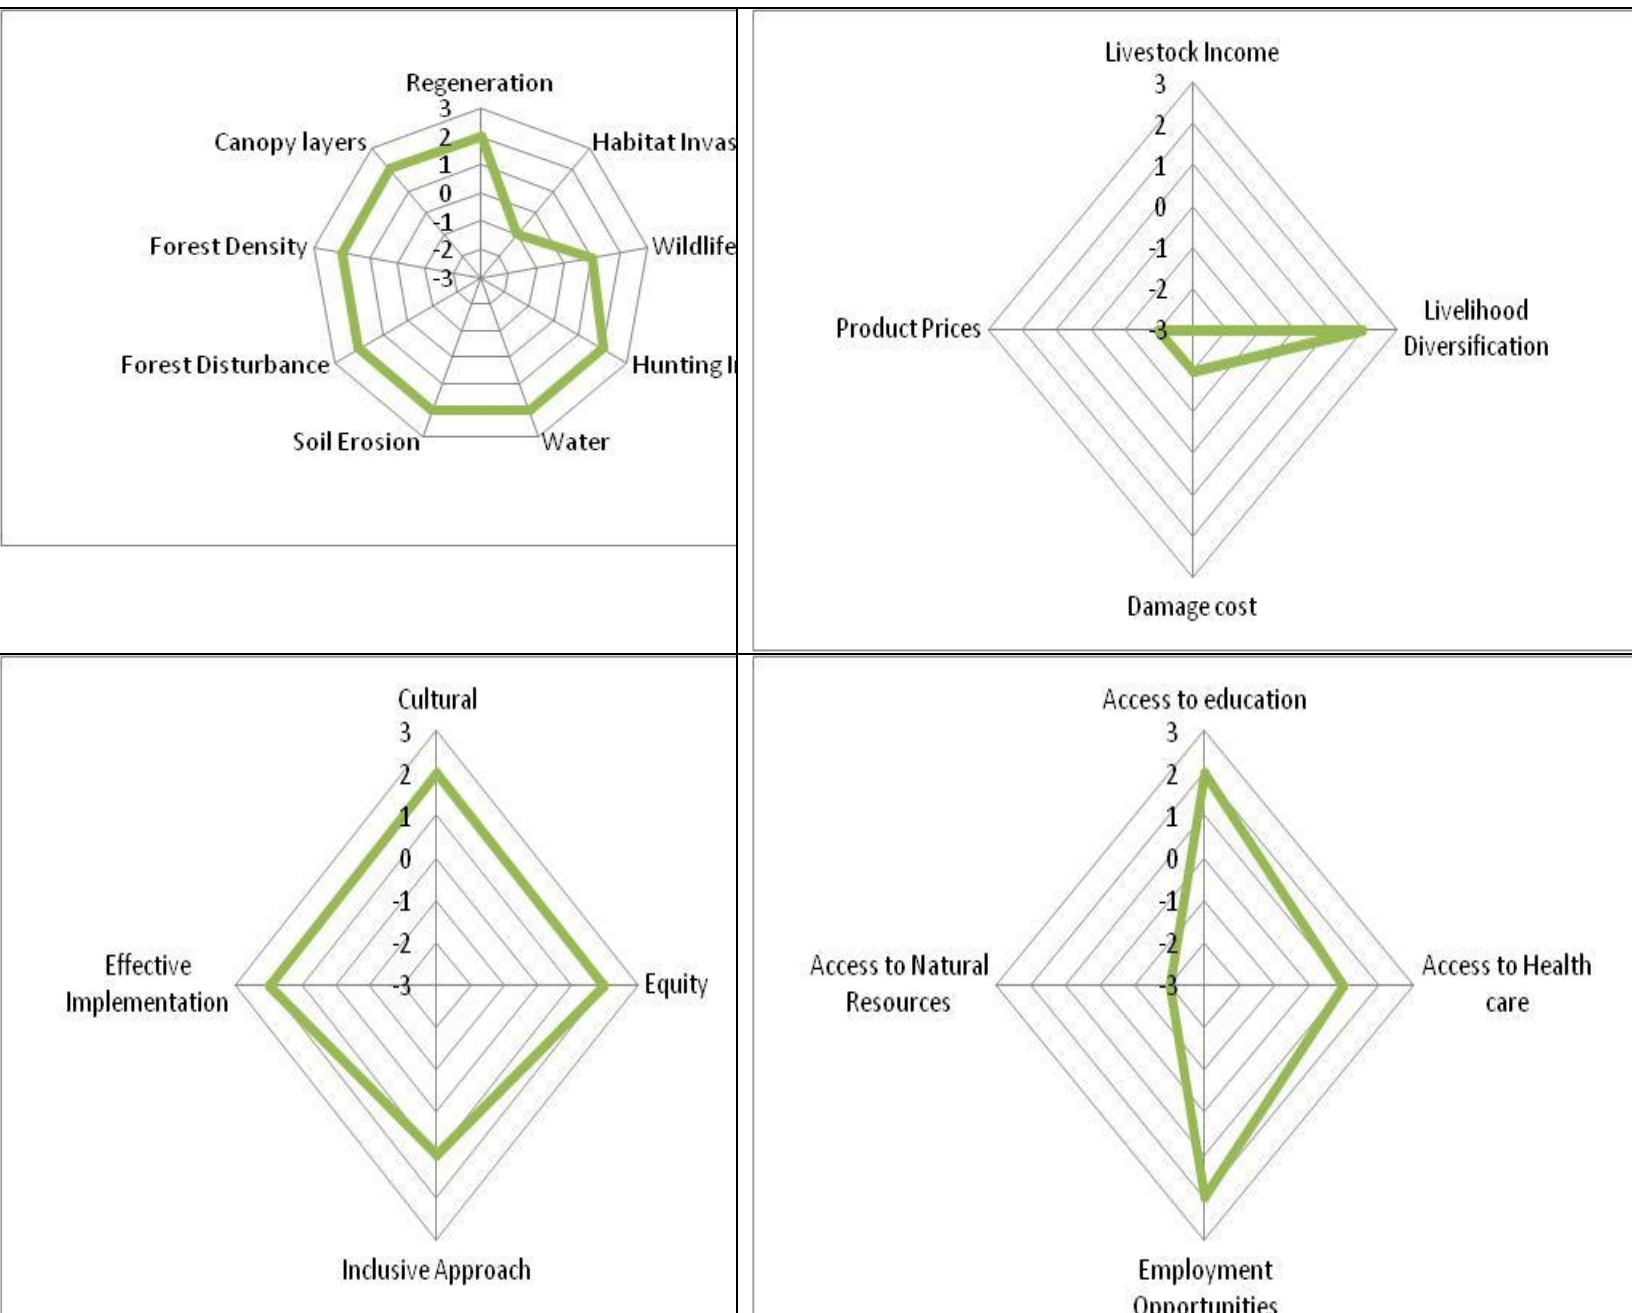 Regeneration
3
2
1
0
-1
-2
-3
Habitat Invas
Wildlife
Hunting I
Water
Soil Erosion
Forest Disturbance
Forest Density
Canopy layers
Livestock Income
3
2
1
0
-1
-2
-3
Livelihood
Diversification
Damage cost
Product Prices
Cultural
3
2
1
0
-1
-2
-3
Equity
Inclusive Approach
Effective
Implementation
Access to education
3
2
1
0
-1
-2
-3
Access to Health
care
Employment
Opportunities
Access to Natural
Resources